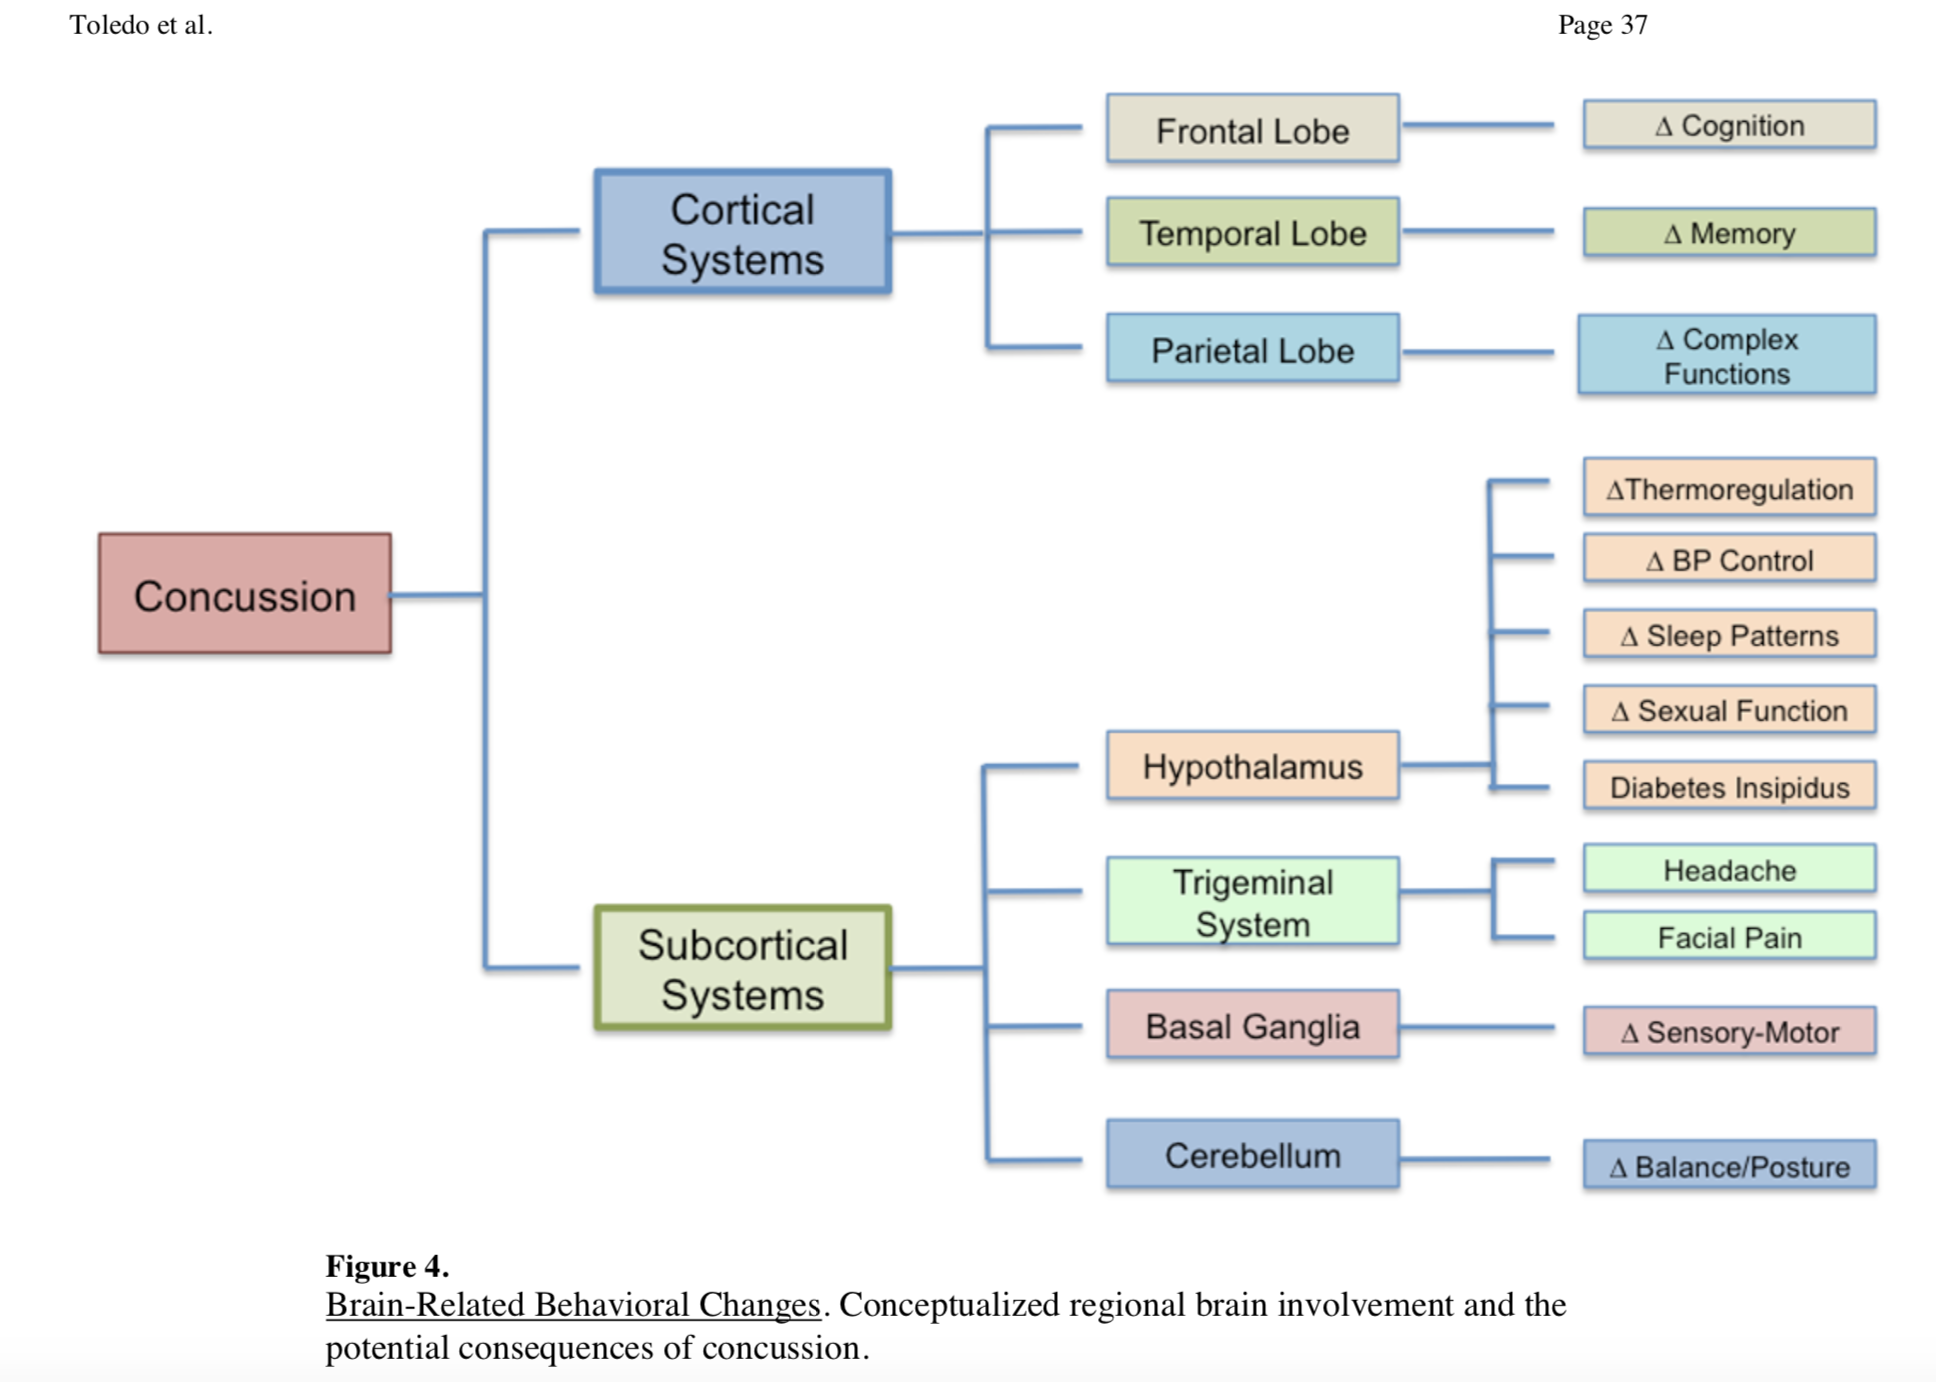 Toledo et al.
Page 37
Frontal Lobe
Δ Cognition
Cortical
Systems
Temporal Lobe
Δ Memory
Parietal Lobe
Δ Complex
Functions
Concussion
ΔThermoregulation
Δ BP Control
Δ Sleep Patterns
Δ Sexual Function
Hypothalamus
Diabetes Insipidus
Subcortical
Systems
Trigeminal
System
Headache
Facial Pain
Basal Ganglia
Δ Sensory-Motor
Cerebellum
Δ Balance/Posture
Figure 4.
Brain-Related Behavioral Changes. Conceptualized regional brain involvement and the
potential consequences of concussion.